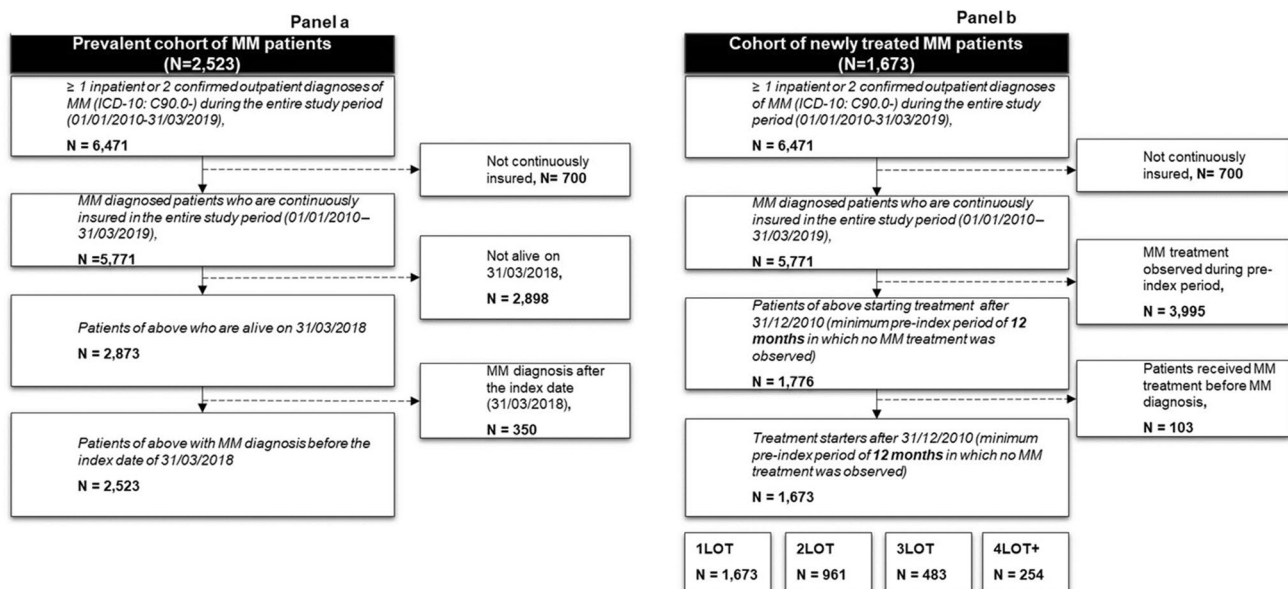 Panel a
Prevalent cohort of MM patients
(N=2,523)
≥ 1 inpatient or 2 confirmed outpatient diagnoses of
MM (ICD-10: C90.0-) during the entire study period
(01/01/2010-31/03/2019),
N = 6,471
Not continuously
insured, N= 700
MM diagnosed patients who are continuously
insured in the entire study period (01/01/2010–
31/03/2019),
N =5,771
Not alive on
31/03/2018,
N = 2,898
Patients of above who are alive on 31/03/2018
N = 2,873
MM diagnosis after
the index date
(31/03/2018),
N = 350
Patients of above with MM diagnosis before the
index date of 31/03/2018
N = 2,523
Panel b
Cohort of newly treated MM patients
(N=1,673)
≥ 1 inpatient or 2 confirmed outpatient diagnoses
of MM (ICD-10: C90.0-) during the entire study
period (01/01/2010-31/03/2019),
N = 6,471
Not continuously
insured, N= 700
MM diagnosed patients who are continuously
insured in the entire study period (01/01/2010–
31/03/2019),
N = 5,771
MM treatment
observed during pre-
index period,
N = 3,995
Patients of above starting treatment after
31/12/2010 (minimum pre-index period of 12
months in which no MM treatment was
observed)
N = 1,776
Patients received MM
treatment before MM
diagnosis,
N = 103
Treatment starters after 31/12/2010 (minimum
pre-index period of 12 months in which no MM
treatment was observed)
N = 1,673
1LOT
N = 1,673
2LOT
N = 961
3LOT
N = 483
4LOT+
N = 254